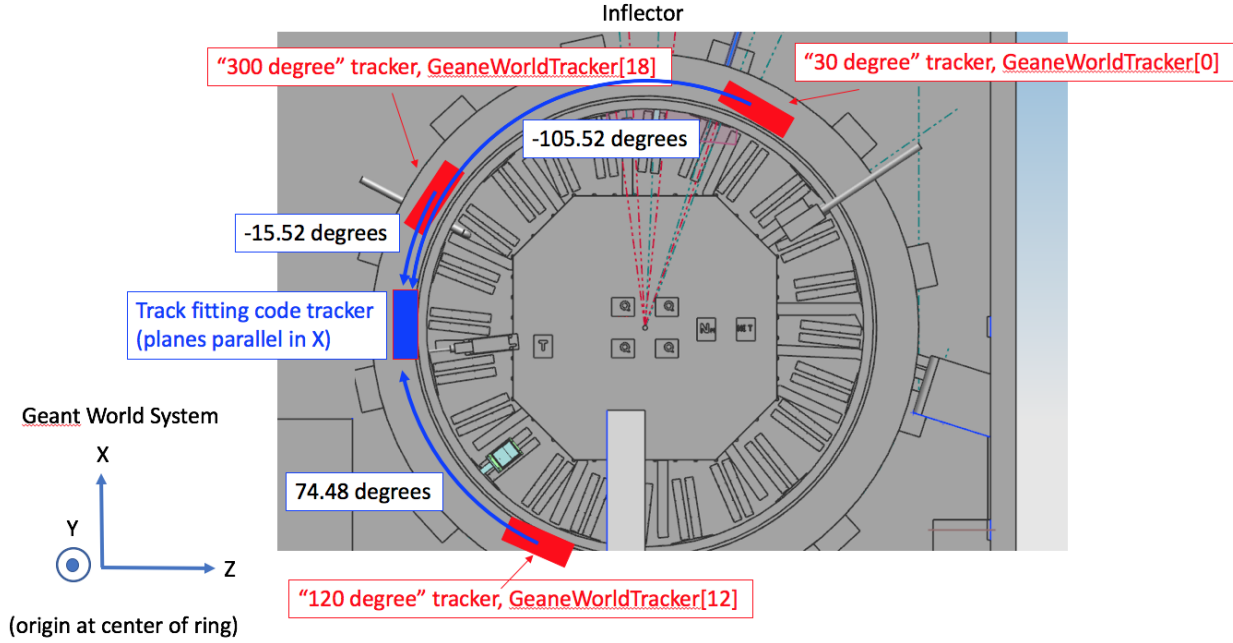 Inflector
“300 degree” tracker, GeaneWorldTracker[18]
“30 degree” tracker, GeaneWorldTracker[0]
-105.52 degrees
-15.52 degrees
Track fitting code tracker
(planes parallel in X)
Q Q
T
Q Q
Geant World System
X
74.48 degrees
Y
Z
“120 degree” tracker, GeaneWorldTracker[12]
(origin at center of ring)